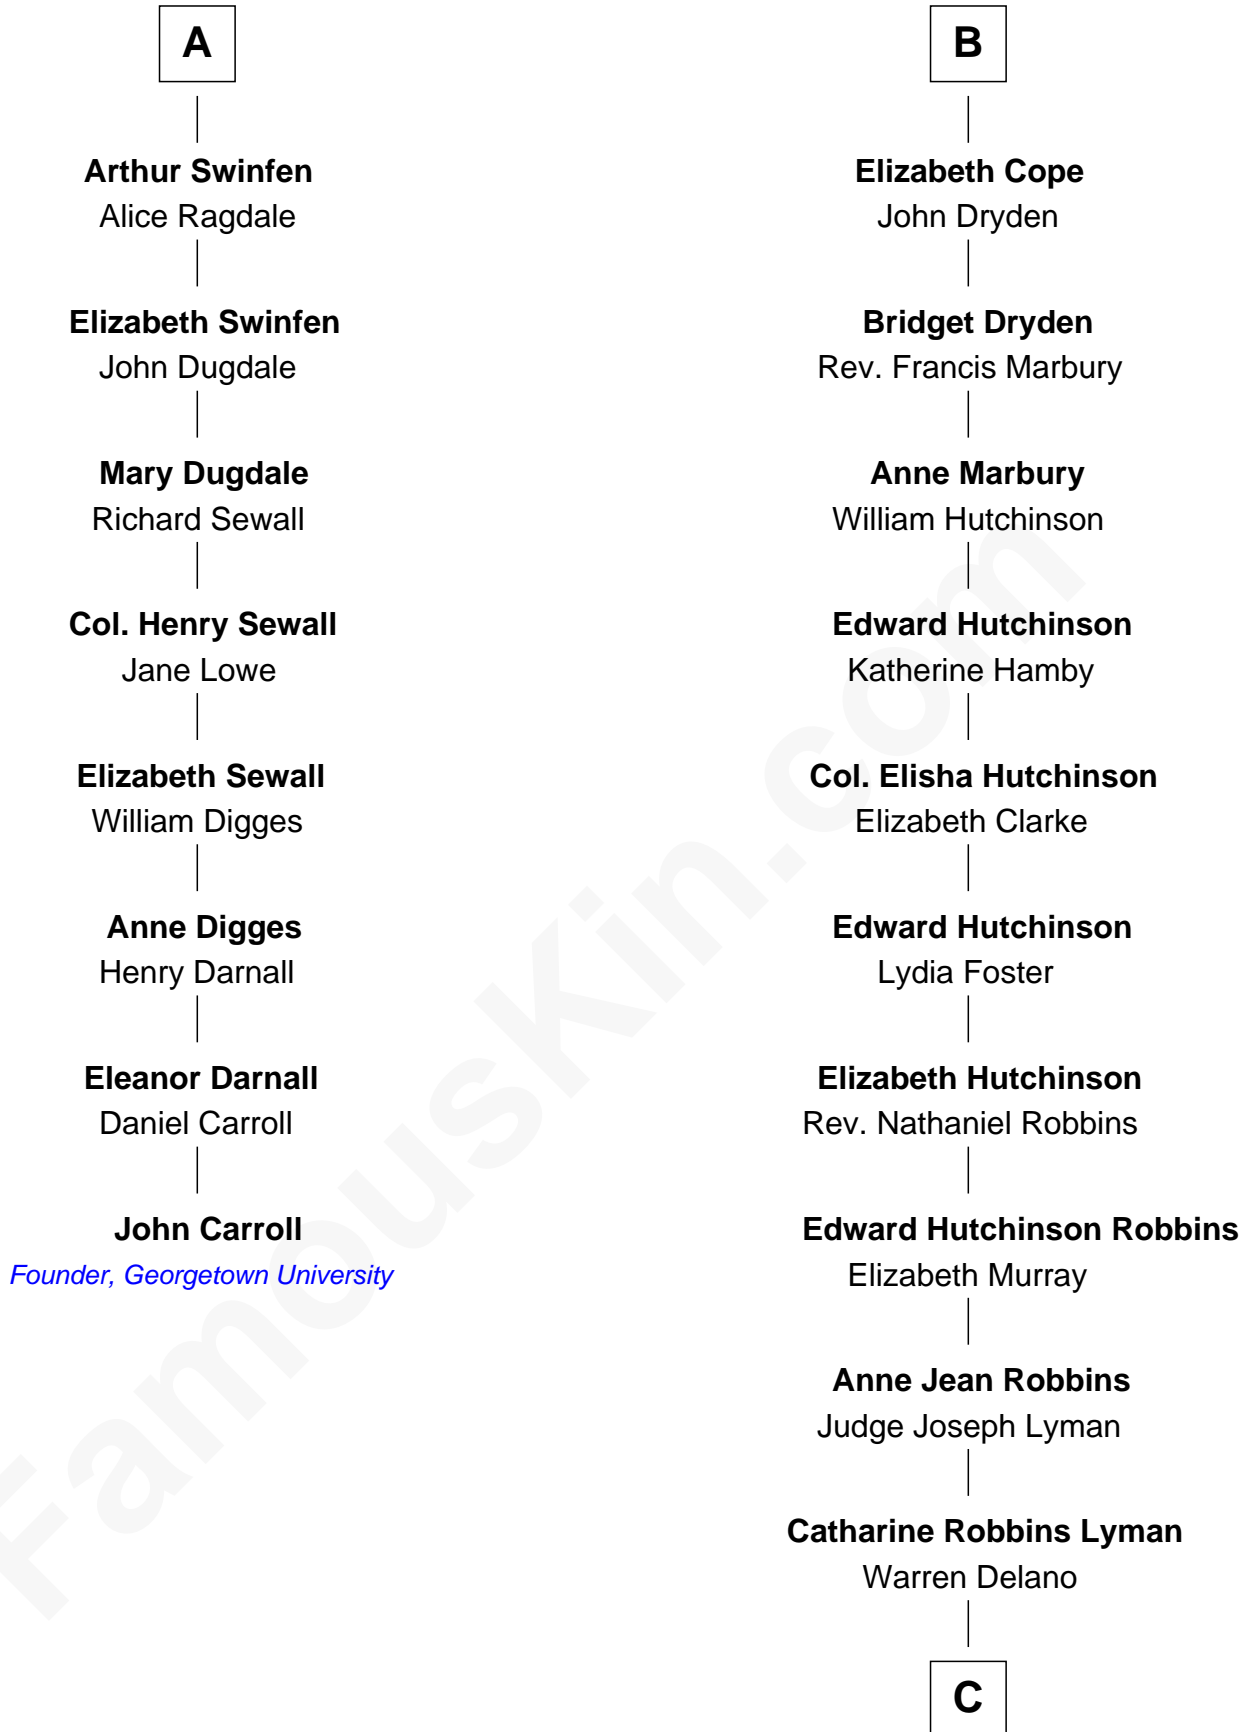 A
Arthur Swinfen
Alice Ragdale
Elizabeth Swinfen
John Dugdale
Mary Dugdale
Richard Sewall
Col. Henry Sewall
Jane Lowe
Elizabeth Sewall
William Digges
Anne Digges
Henry Darnall
Eleanor Darnall
Daniel Carroll
John Carroll
Founder, Georgetown University
B
Elizabeth Cope
John Dryden
Bridget Dryden
Rev. Francis Marbury
Anne Marbury
William Hutchinson
Edward Hutchinson
Katherine Hamby
Col. Elisha Hutchinson
Elizabeth Clarke
Edward Hutchinson
Lydia Foster
Elizabeth Hutchinson
Rev. Nathaniel Robbins
Edward Hutchinson Robbins
Elizabeth Murray
Anne Jean Robbins
Judge Joseph Lyman
Catharine Robbins Lyman
Warren Delano
C
FamousKin.com